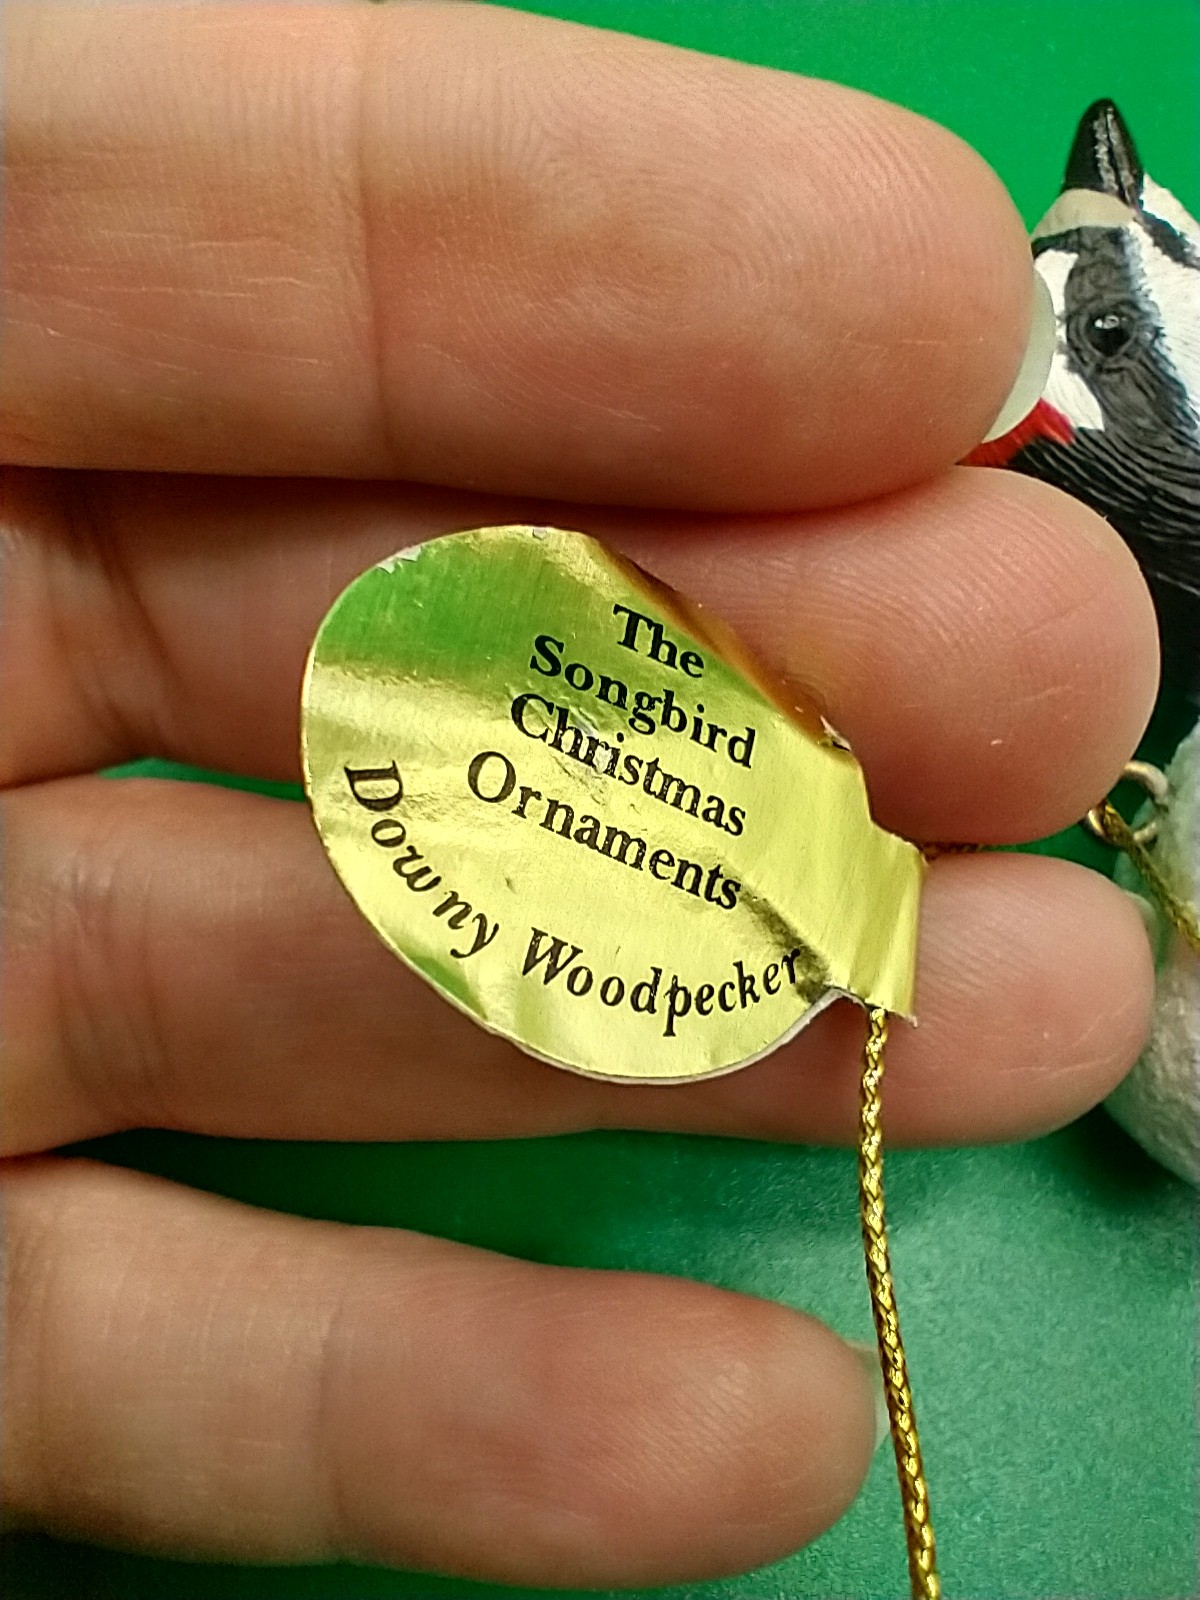 The
Songbird
Christmas
Ornaments
Downy Woodpecker